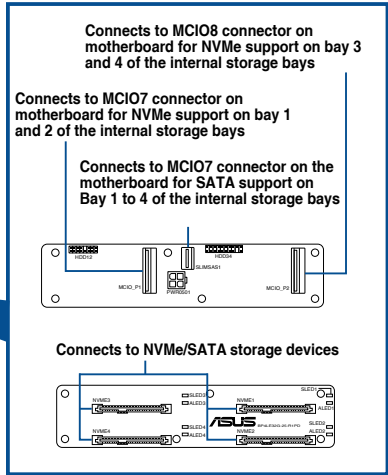 Connects to MCIO8 connector on
motherboard for NVMe support on bay 3
and 4 of the internal storage bays
Connects to MCIO7 connector on
motherboard for NVMe support on bay 1
and 2 of the internal storage bays
Connects to MCIO7 connector on the
motherboard for SATA support on
Bay 1 to 4 of the internal storage bays
HDD12
HDD34
SLIMSAS1
MCIO_P1
PWR0501
MCIO_P2
Connects to NVMe/SATA storage devices
SLED1
NVME3
SLED3
NVME1
ALED3
ALED1
ASUS
SLED4
SLED2
NVME4
ALED4
NVME2
ALED2